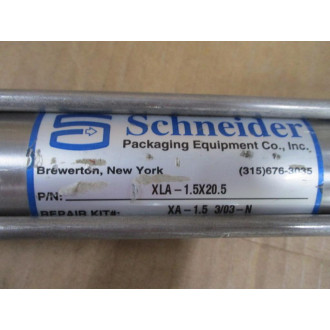 Schneider
Packaging Equipment Co., Inc.
Brewerton, New York (315)676-3035
P/N: XLA-1.5X20.5
REPAIR KIT#: XA-1.5 3/03-N